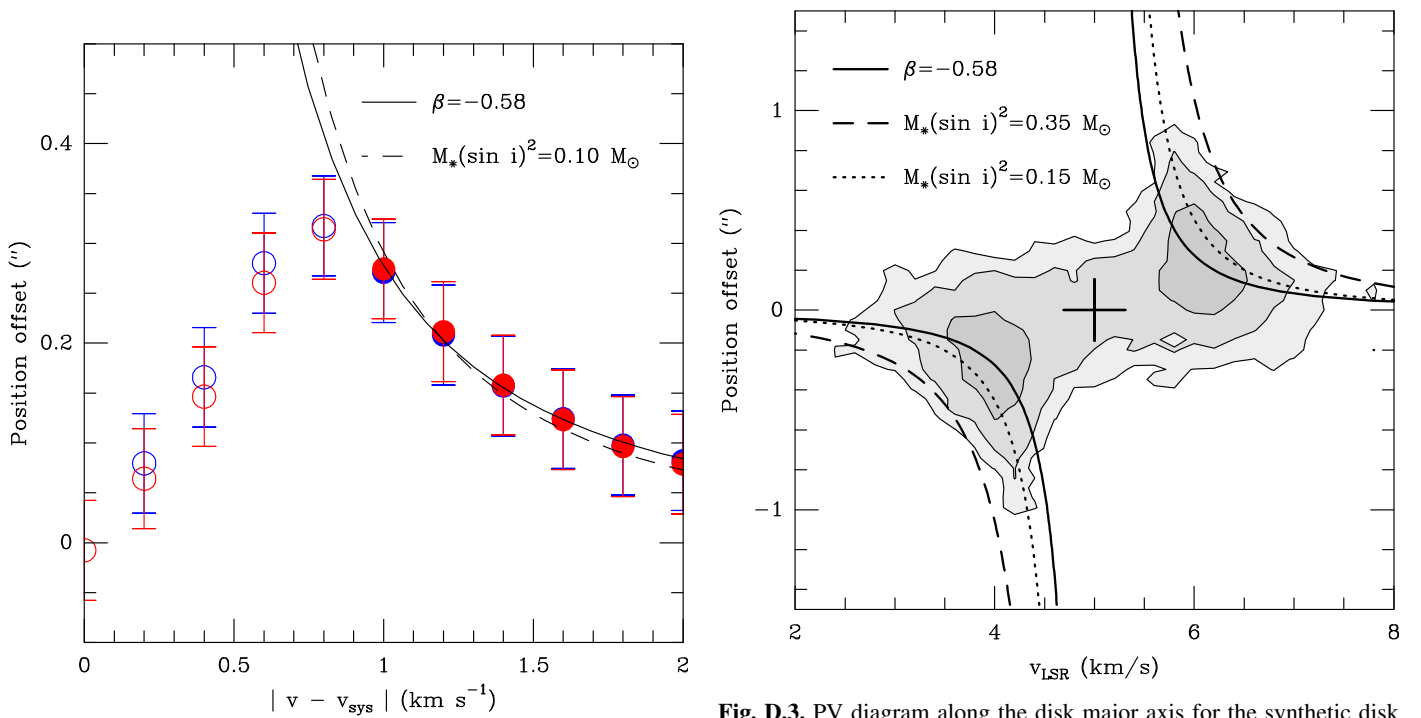 β=−0.58
M*(sin i)²=0.10 M☉
0.4
0.2
0
Position offset (″)
0
0.5
1
1.5
2
| v − v_sys | (km s⁻¹)
β=−0.58
M*(sin i)²=0.35 M☉
M*(sin i)²=0.15 M☉
1
0
−1
Position offset (″)
2
4
6
8
v_LSR (km/s)
Fig. D.3. PV diagram along the disk major axis for the synthetic disk